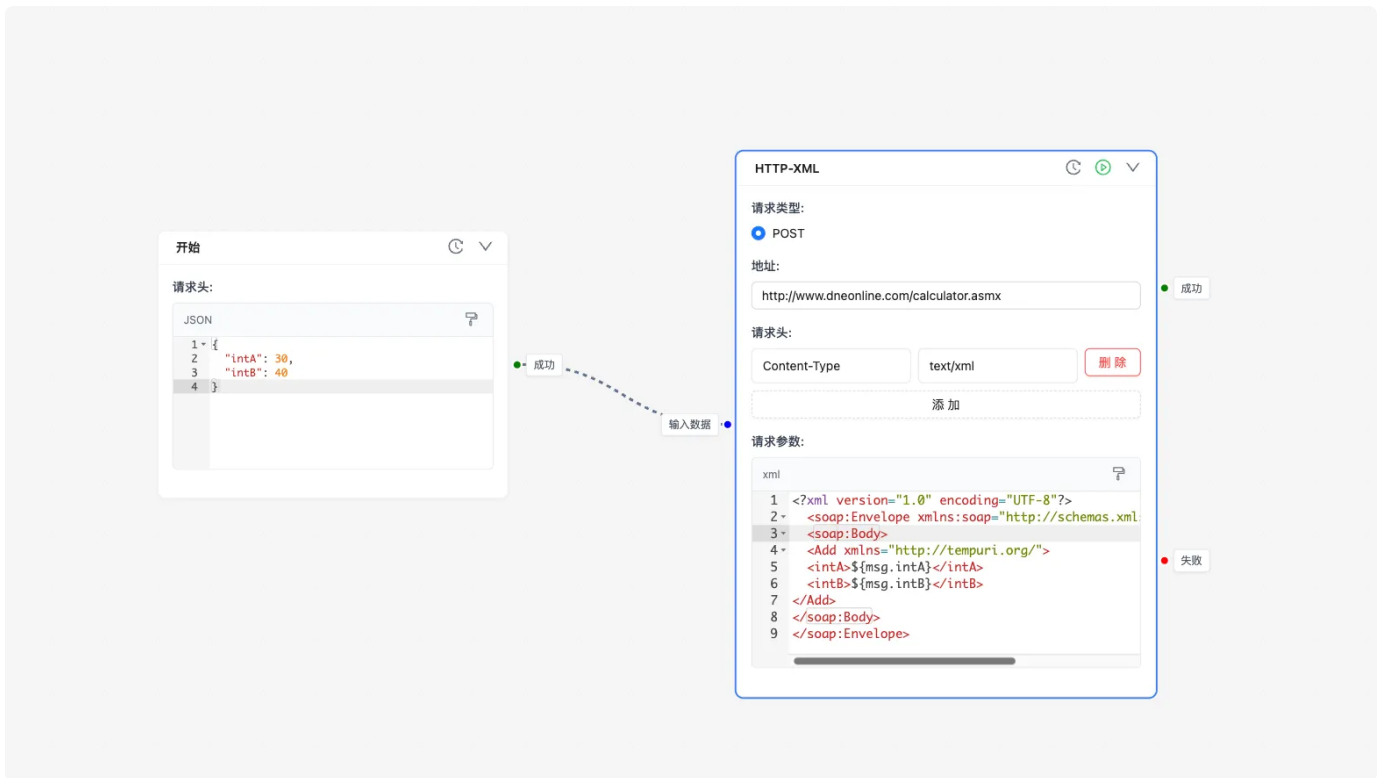 开始
请求头:
JSON
1 {
2 "intA": 30,
3 "intB": 40
4 }
成功
输入数据
HTTP-XML
请求类型:
POST
地址:
http://www.dneonline.com/calculator.asmx
请求头:
Content-Type text/xml 删 除
添 加
请求参数:
xml
1 <?xml version="1.0" encoding="UTF-8"?>
2 <soap:Envelope xmlns:soap="http://schemas.xml
3 <soap:Body>
4 <Add xmlns="http://tempuri.org/">
5 <intA>${msg.intA}</intA>
6 <intB>${msg.intB}</intB>
7 </Add>
8 </soap:Body>
9 </soap:Envelope>
成功
失败